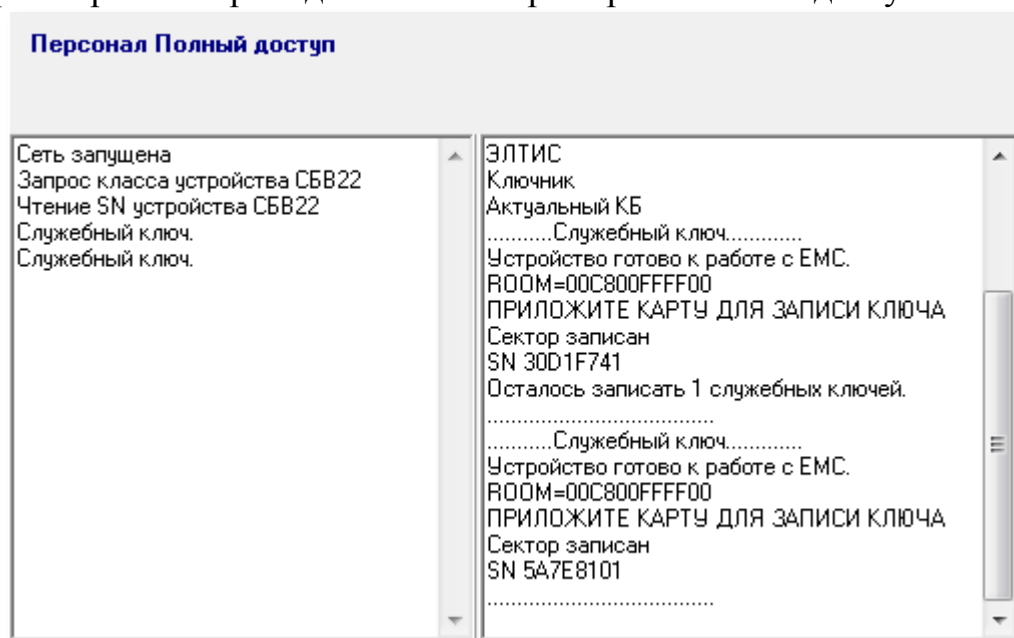 Персонал Полный доступ
Сеть запущена
Запрос класса устройства СБВ22
Чтение SN устройства СБВ22
Служебный ключ.
Служебный ключ.
ЭЛТИС
Ключник
Актуальный КБ
..........Служебный ключ............
Устройство готово к работе с EMC.
ROOM=00C800FFFF00
ПРИЛОЖИТЕ КАРТУ ДЛЯ ЗАПИСИ КЛЮЧА
Сектор записан
SN 30D1F741
Осталось записать 1 служебных ключей.
...................................
..........Служебный ключ............
Устройство готово к работе с EMC.
ROOM=00C800FFFF00
ПРИЛОЖИТЕ КАРТУ ДЛЯ ЗАПИСИ КЛЮЧА
Сектор записан
SN 5A7E8101
...................................